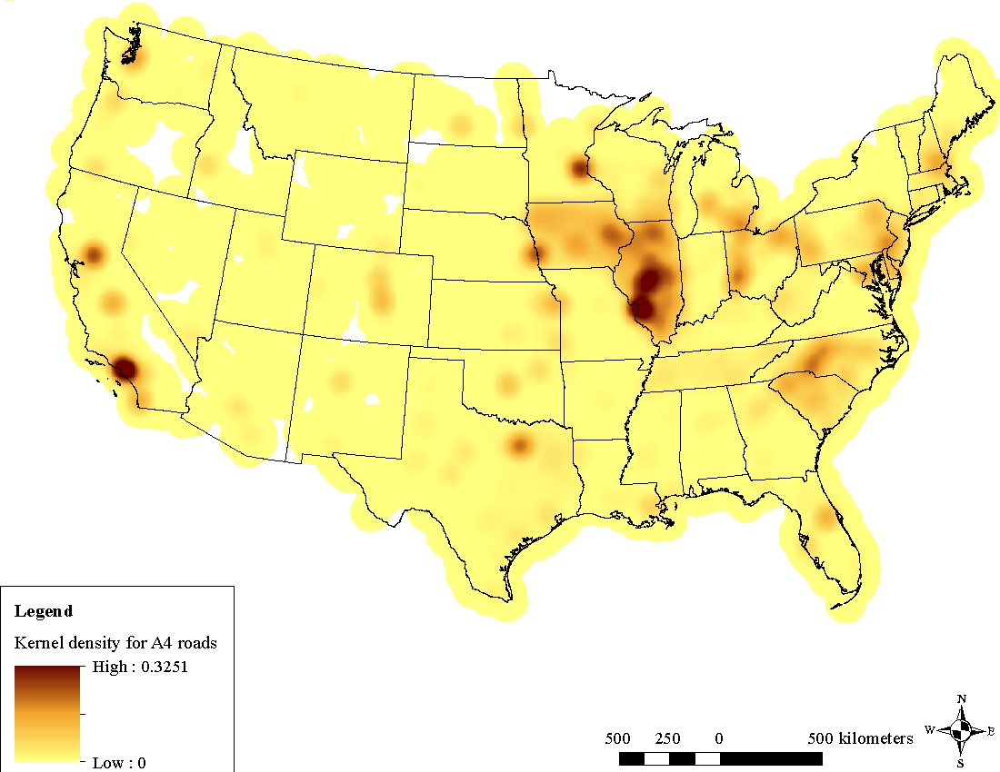 Legend
Kernel density for A4 roads
High : 0.3251
Low : 0
500 250 0 500 kilometers
N
W E
S